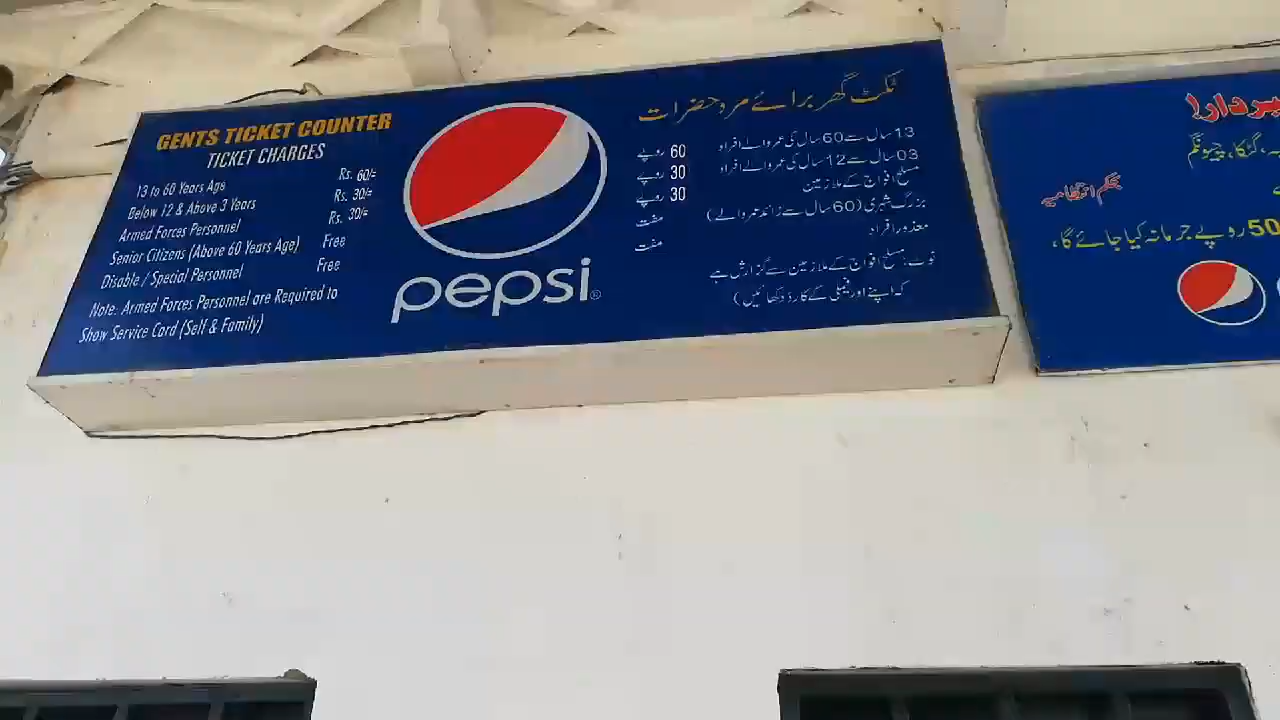 GENTS TICKET COUNTER
TICKET CHARGES
13 to 60 Years Age Rs. 60/=
Below 12 & Above 3 Years Rs. 30/=
Armed Forces Personnel Rs. 30/=
Senior Citizens (Above 60 Years Age) Free
Disable / Special Personnel Free
Note: Armed Forces Personnel are Required to
Show Service Card (Self & Family)
pepsi®
ٹکٹ گھر برائے مرد حضرات
13 سال سے 60 سال کی عمر والے افراد 60 روپے
03 سال سے 12 سال کی عمر والے افراد 30 روپے
مسلح افواج کے ملازمین 30 روپے
بزرگ شہری (60 سال سے زائد عمر والے) مفت
معذور افراد مفت
نوٹ: مسلح افواج کے ملازمین سے گزارش ہے
کہ اپنے اور فیملی کے کارڈ دکھائیں)
گٹکا، چیونگم
بحکم انتظامیہ
روپے جرمانہ کیا جائے گا،